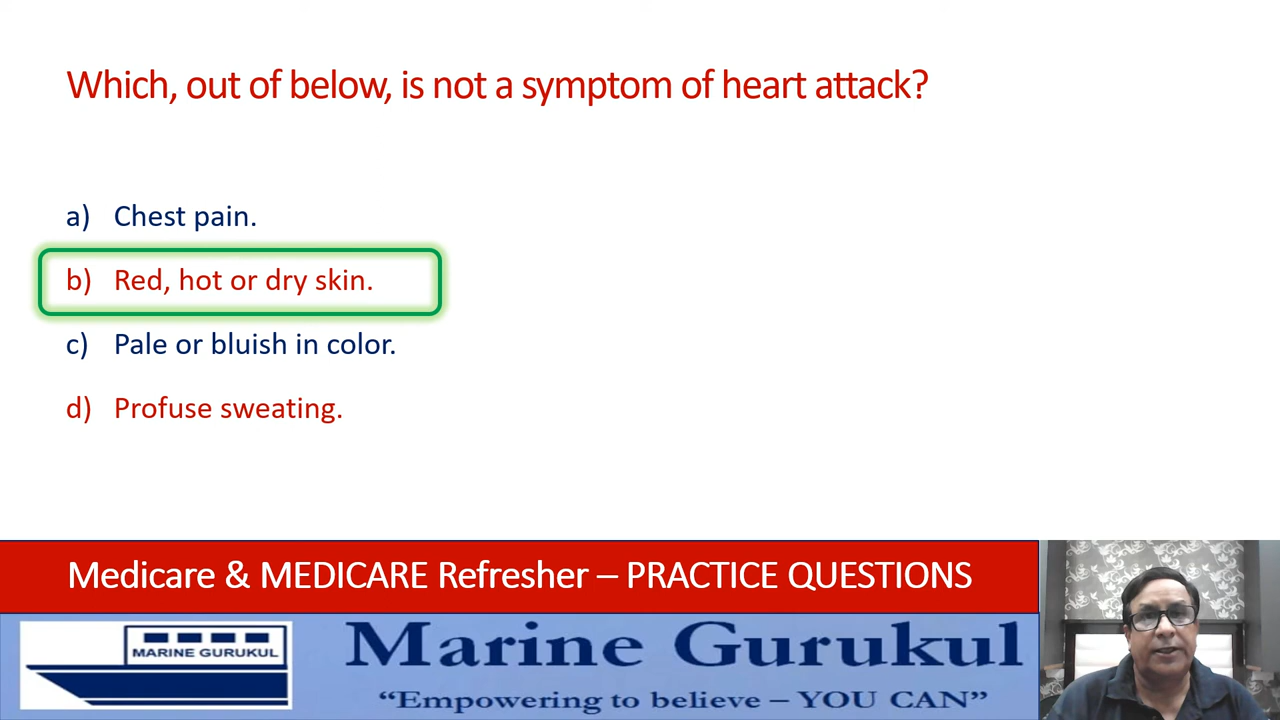 Which, out of below, is not a symptom of heart attack?
a) Chest pain.
b) Red, hot or dry skin.
c) Pale or bluish in color.
d) Profuse sweating.
Medicare & MEDICARE Refresher – PRACTICE QUESTIONS
MARINE GURUKUL
Marine Gurukul
“Empowering to believe – YOU CAN”